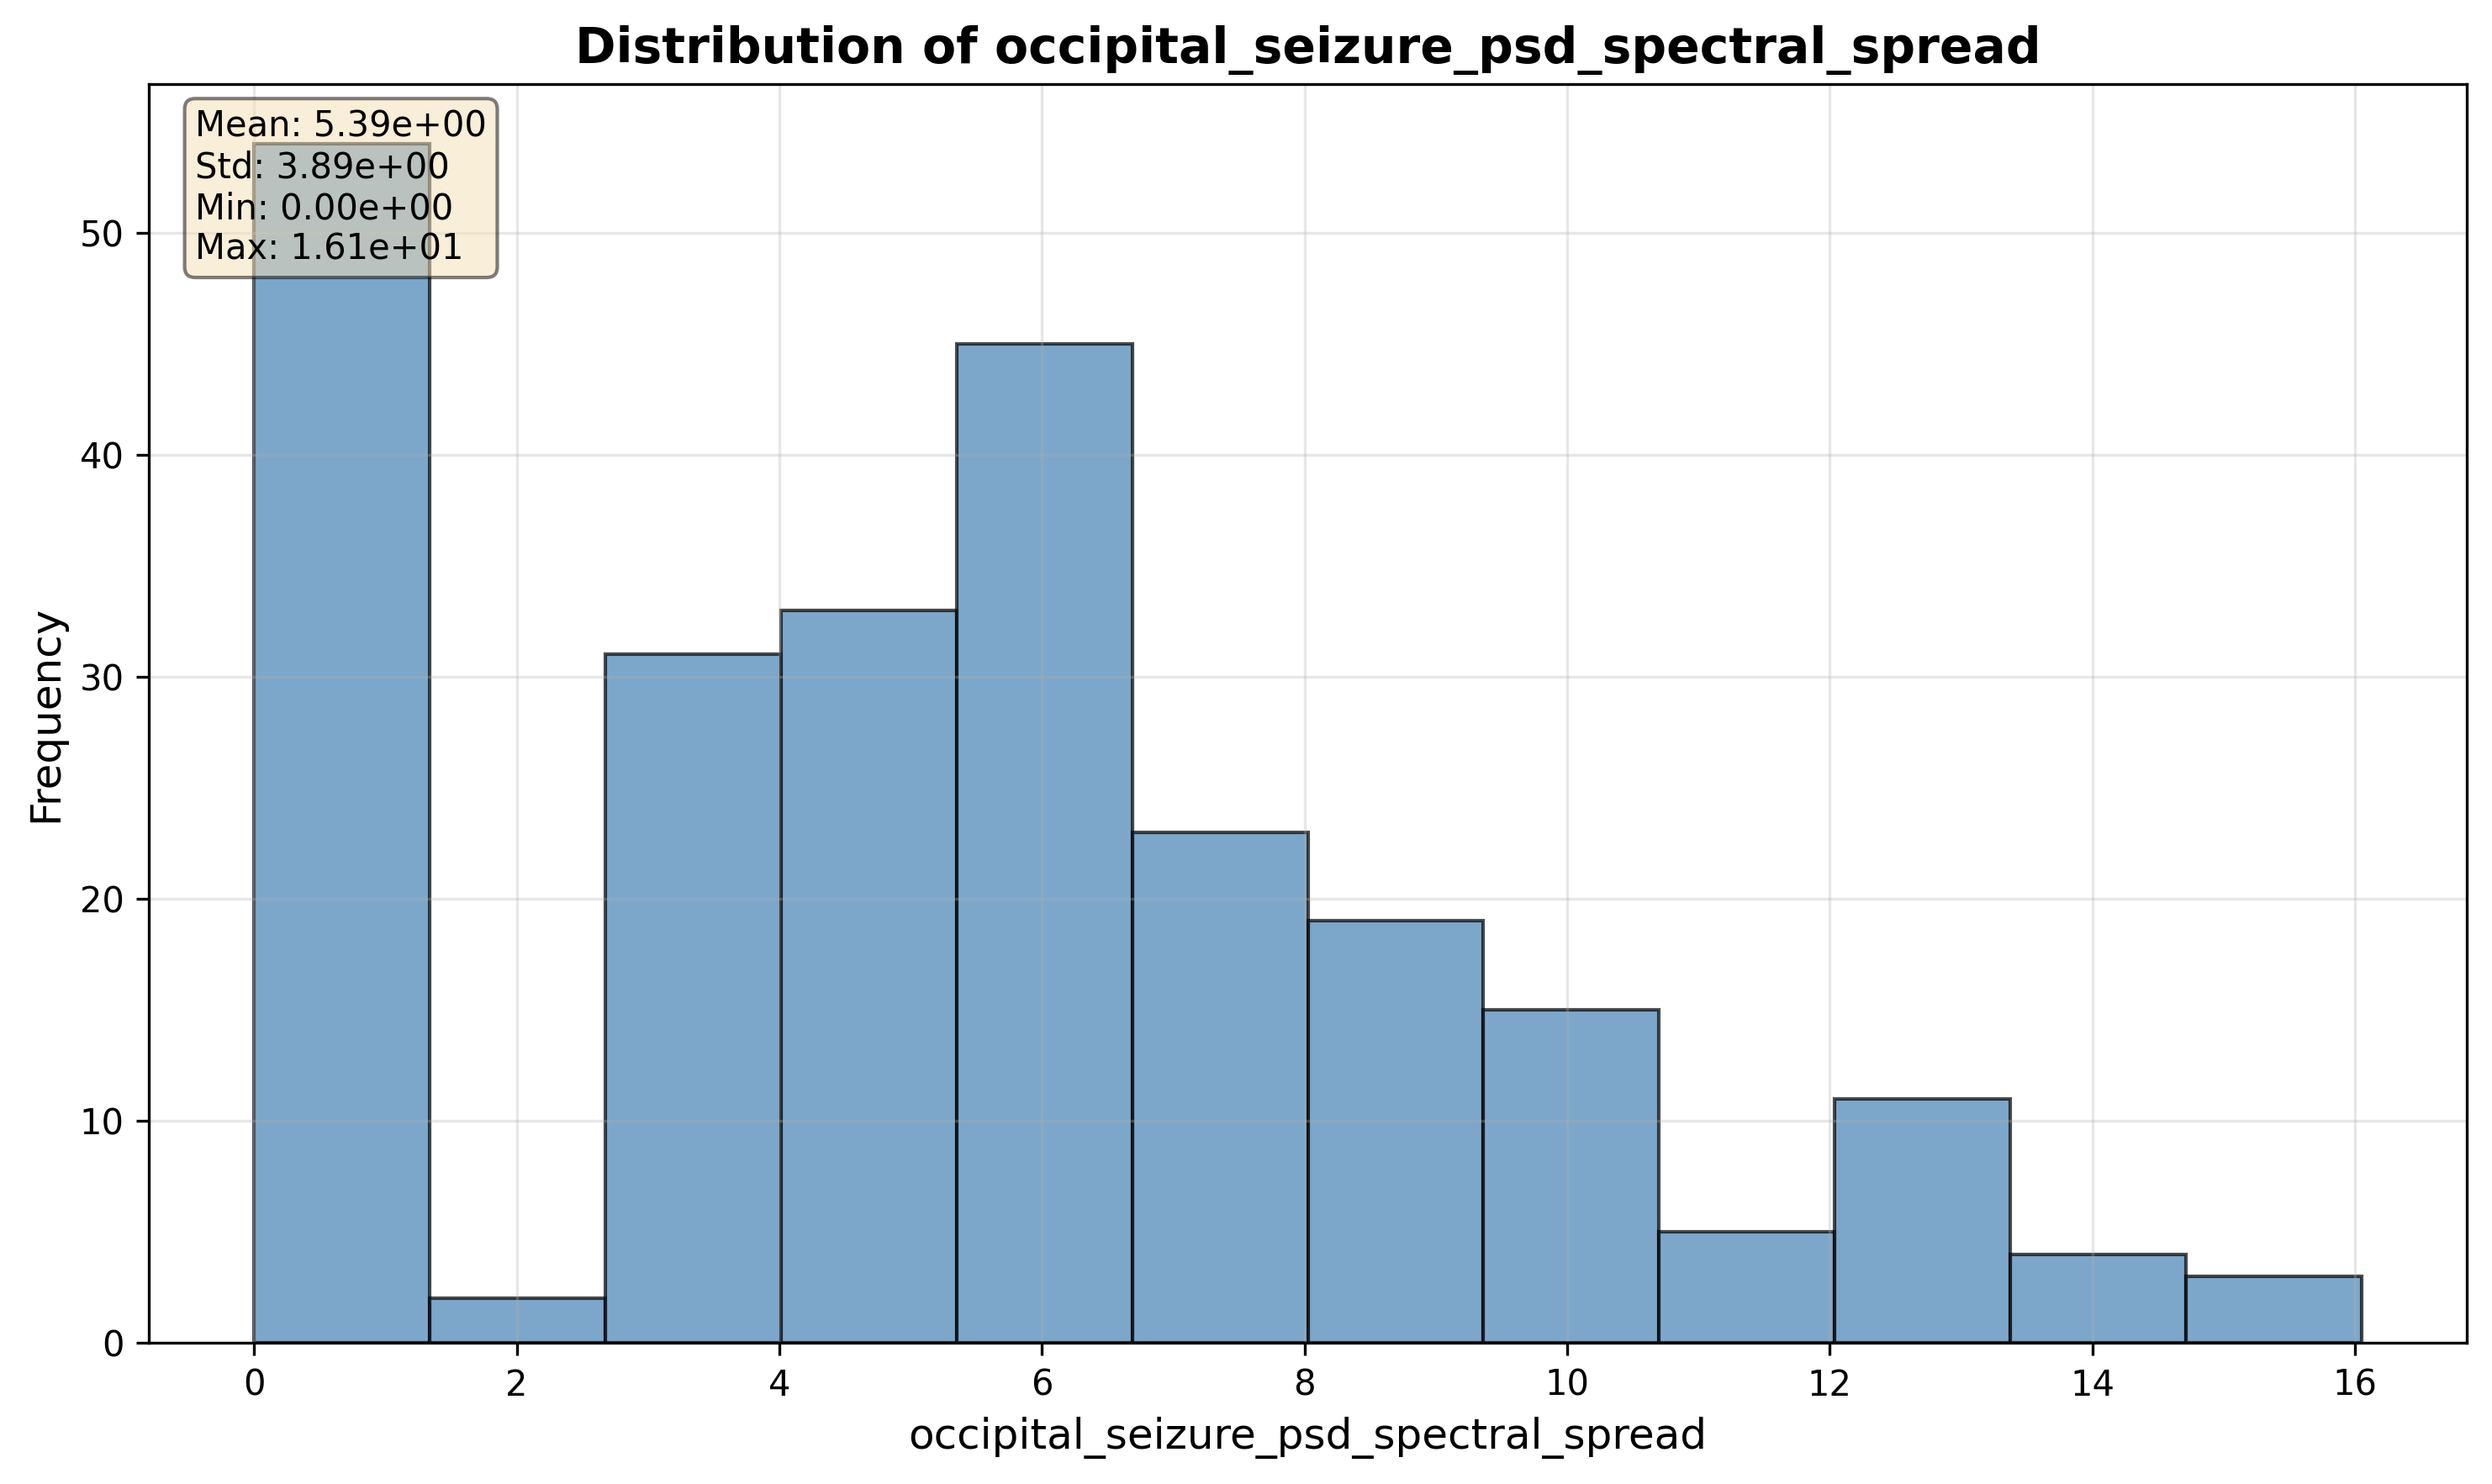 Distribution of occipital_seizure_psd_spectral_spread
Mean: 5.39e+00
Std: 3.89e+00
Min: 0.00e+00
Max: 1.61e+01
Frequency
50
40
30
20
10
0
0 2 4 6 8 10 12 14 16
occipital_seizure_psd_spectral_spread